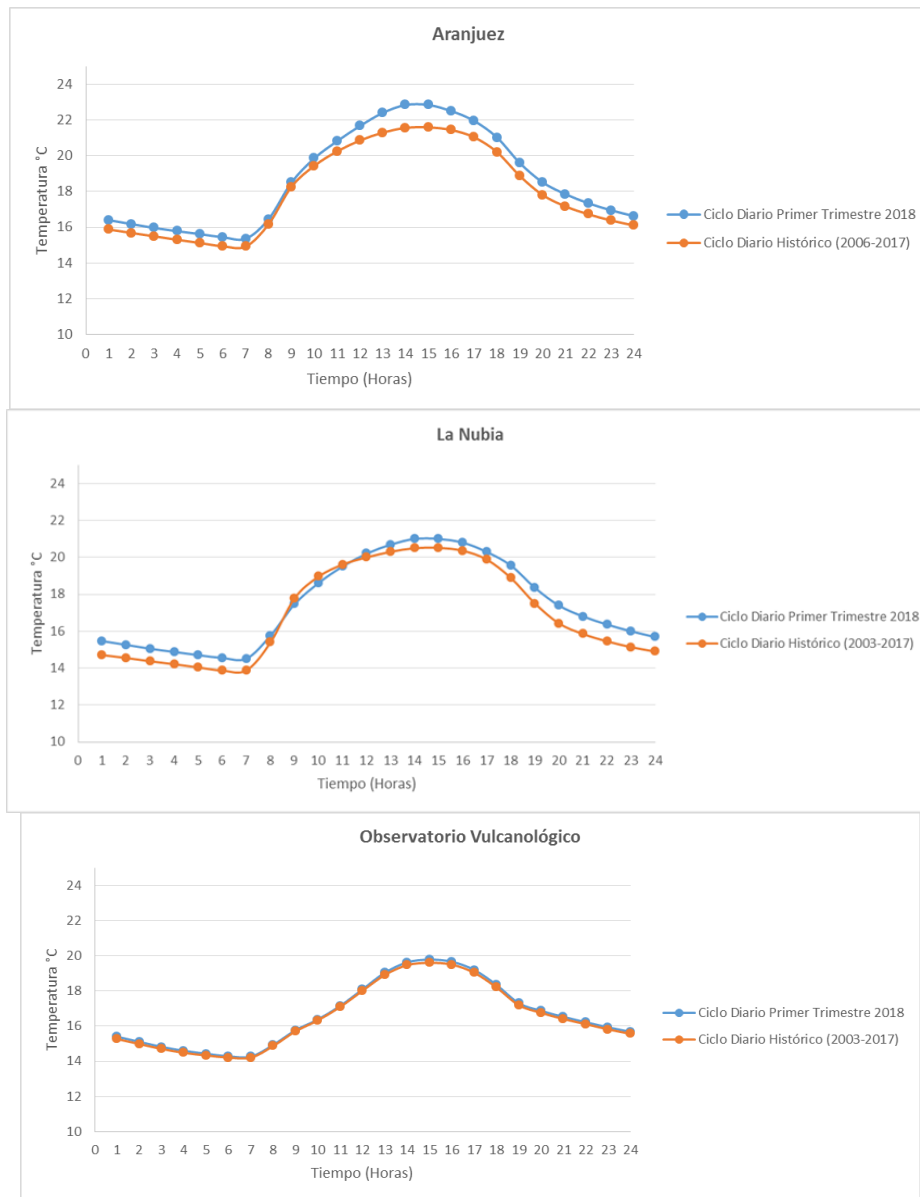 Aranjuez
24
22
20
18
16
14
12
10
Temperatura °C
0 1 2 3 4 5 6 7 8 9 10 11 12 13 14 15 16 17 18 19 20 21 22 23 24
Tiempo (Horas)
Ciclo Diario Primer Trimestre 2018
Ciclo Diario Histórico (2006-2017)
La Nubia
24
22
20
18
16
14
12
10
Temperatura °C
0 1 2 3 4 5 6 7 8 9 10 11 12 13 14 15 16 17 18 19 20 21 22 23 24
Tiempo (Horas)
Ciclo Diario Primer Trimestre 2018
Ciclo Diario Histórico (2003-2017)
Observatorio Vulcanológico
24
22
20
18
16
14
12
10
Temperatura °C
0 1 2 3 4 5 6 7 8 9 10 11 12 13 14 15 16 17 18 19 20 21 22 23 24
Tiempo (Horas)
Ciclo Diario Primer Trimestre 2018
Ciclo Diario Histórico (2003-2017)